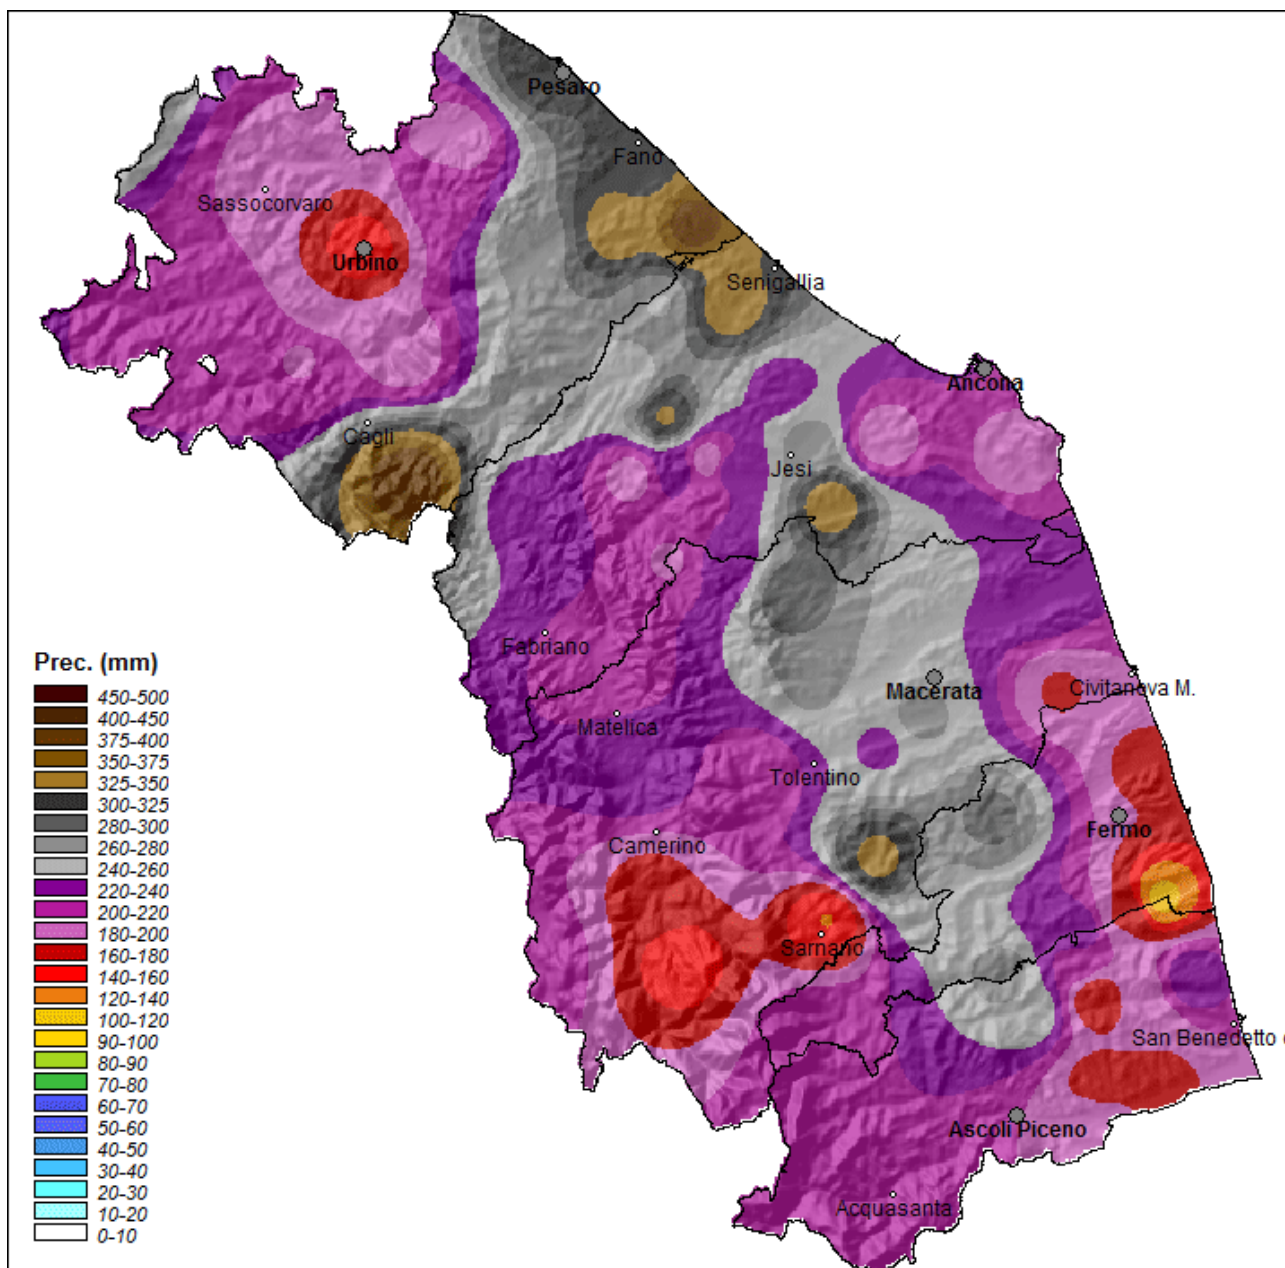 Pesaro
Fano
Sassocorvaro
Urbino
Senigallia
Ancona
Cagli
Jesi
Fabriano
Macerata
Civitanova M.
Matelica
Tolentino
Fermo
Camerino
Sarnano
San Benedetto
Ascoli Piceno
Acquasanta
Prec. (mm)
450-500
400-450
375-400
350-375
325-350
300-325
280-300
260-280
240-260
220-240
200-220
180-200
160-180
140-160
120-140
100-120
90-100
80-90
70-80
60-70
50-60
40-50
30-40
20-30
10-20
0-10